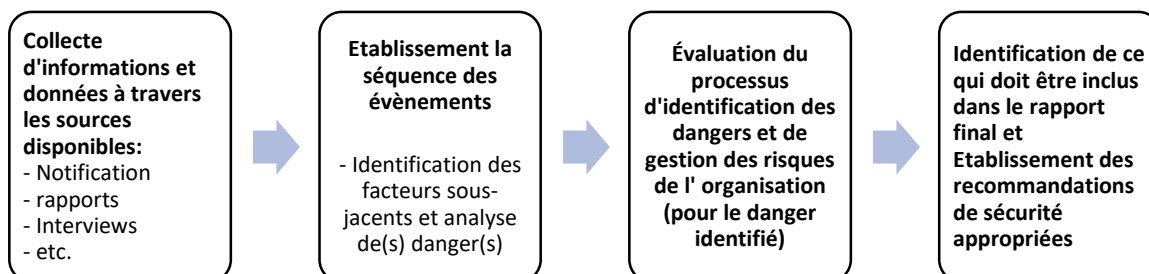 Collecte
d'informations et
données à travers
les sources
disponibles:
- Notification
- rapports
- Interviews
- etc.
Etablissement la
séquence des
évènements
- Identification des
facteurs sous-
jacents et analyse
de(s) danger(s)
Évaluation du
processus
d'identification des
dangers et de
gestion des risques
de l' organisation
(pour le danger
identifié)
Identification de ce
qui doit être inclus
dans le rapport
final et
Etablissement des
recommandations
de sécurité
appropriées